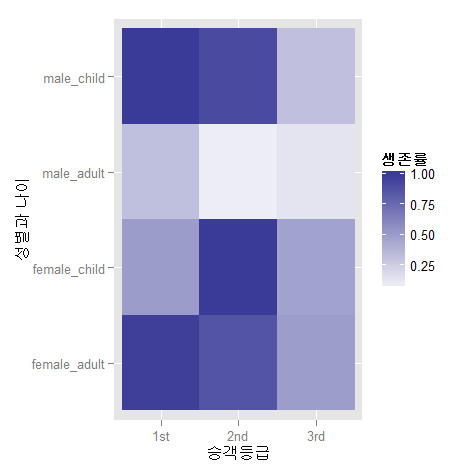 male_child
male_adult
female_child
female_adult
성별과 나이
1st 2nd 3rd
승객등급
생존률
1.00
0.75
0.50
0.25